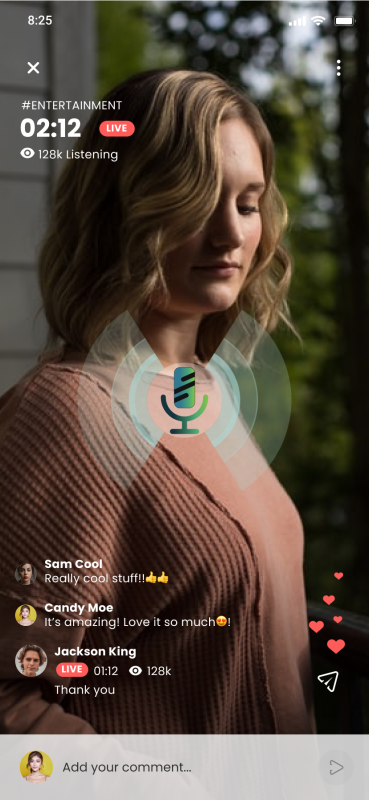 8:25
#ENTERTAINMENT
02:12 LIVE
128k Listening
Sam Cool
Really cool stuff!!👍👍
Candy Moe
It’s amazing! Love it so much😍!
Jackson King
LIVE 01:12 128k
Thank you
Add your comment...